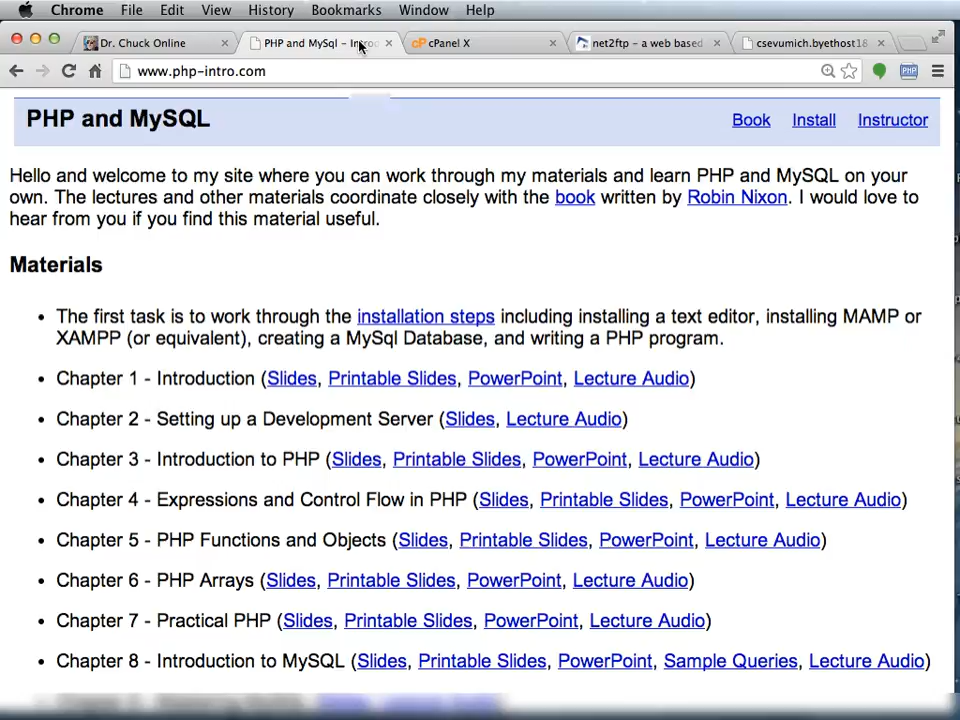 Chrome File Edit View History Bookmarks Window Help
Dr. Chuck Online PHP and MySql - Intro cPanel X net2ftp - a web based csevumich.byethost18
www.php-intro.com PHP
PHP and MySQL Book Install Instructor
Hello and welcome to my site where you can work through my materials and learn PHP and MySQL on your
own. The lectures and other materials coordinate closely with the book written by Robin Nixon. I would love to
hear from you if you find this material useful.
Materials
• The first task is to work through the installation steps including installing a text editor, installing MAMP or
XAMPP (or equivalent), creating a MySql Database, and writing a PHP program.
• Chapter 1 - Introduction (Slides, Printable Slides, PowerPoint, Lecture Audio)
• Chapter 2 - Setting up a Development Server (Slides, Lecture Audio)
• Chapter 3 - Introduction to PHP (Slides, Printable Slides, PowerPoint, Lecture Audio)
• Chapter 4 - Expressions and Control Flow in PHP (Slides, Printable Slides, PowerPoint, Lecture Audio)
• Chapter 5 - PHP Functions and Objects (Slides, Printable Slides, PowerPoint, Lecture Audio)
• Chapter 6 - PHP Arrays (Slides, Printable Slides, PowerPoint, Lecture Audio)
• Chapter 7 - Practical PHP (Slides, Printable Slides, PowerPoint, Lecture Audio)
• Chapter 8 - Introduction to MySQL (Slides, Printable Slides, PowerPoint, Sample Queries, Lecture Audio)